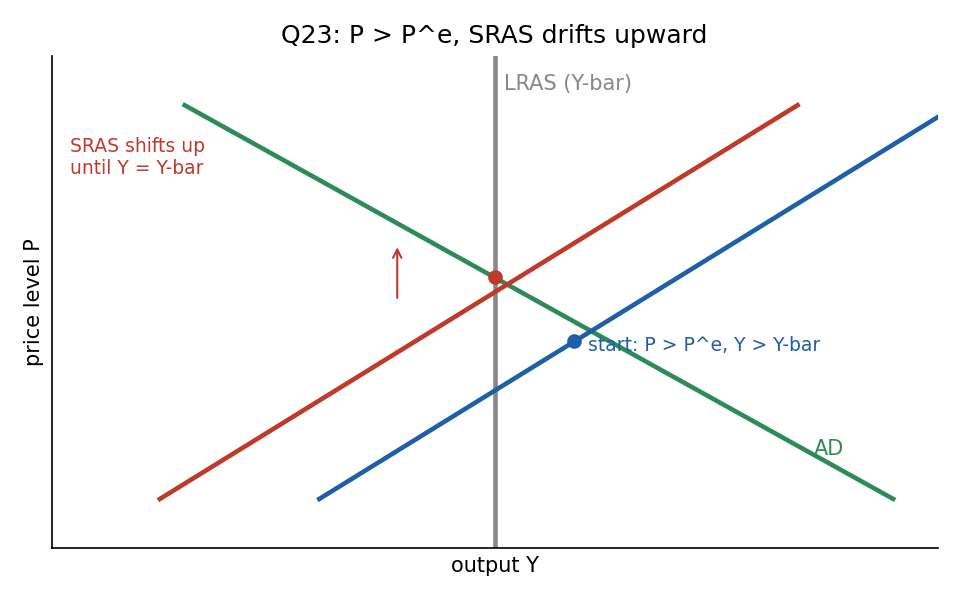 Q23: P > P^e, SRAS drifts upward
LRAS (Y-bar)
SRAS shifts up
until Y = Y-bar
price level P
start: P > P^e, Y > Y-bar
AD
output Y